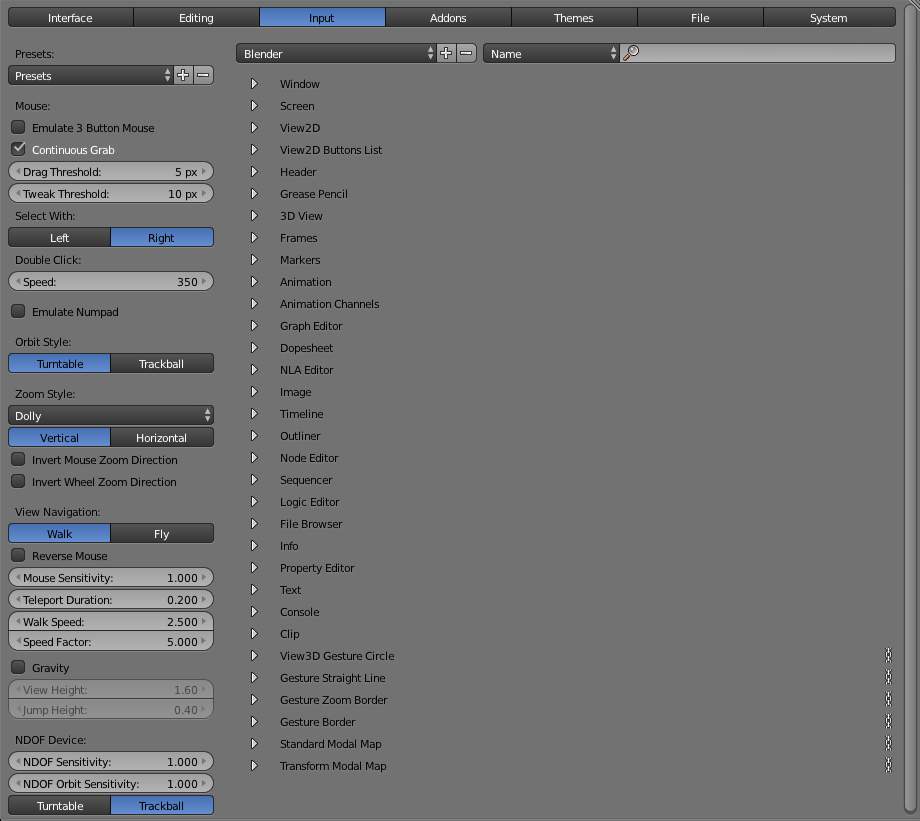 Interface Editing Input Addons Themes File System
Presets:
Presets
Mouse:
Emulate 3 Button Mouse
Continuous Grab
Drag Threshold: 5 px
Tweak Threshold: 10 px
Select With:
Left Right
Double Click:
Speed: 350
Emulate Numpad
Orbit Style:
Turntable Trackball
Zoom Style:
Dolly
Vertical Horizontal
Invert Mouse Zoom Direction
Invert Wheel Zoom Direction
View Navigation:
Walk Fly
Reverse Mouse
Mouse Sensitivity: 1.000
Teleport Duration: 0.200
Walk Speed: 2.500
Speed Factor: 5.000
Gravity
View Height: 1.60
Jump Height: 0.40
NDOF Device:
NDOF Sensitivity: 1.000
NDOF Orbit Sensitivity: 1.000
Turntable Trackball
Blender Name
Window
Screen
View2D
View2D Buttons List
Header
Grease Pencil
3D View
Frames
Markers
Animation
Animation Channels
Graph Editor
Dopesheet
NLA Editor
Image
Timeline
Outliner
Node Editor
Sequencer
Logic Editor
File Browser
Info
Property Editor
Text
Console
Clip
View3D Gesture Circle
Gesture Straight Line
Gesture Zoom Border
Gesture Border
Standard Modal Map
Transform Modal Map